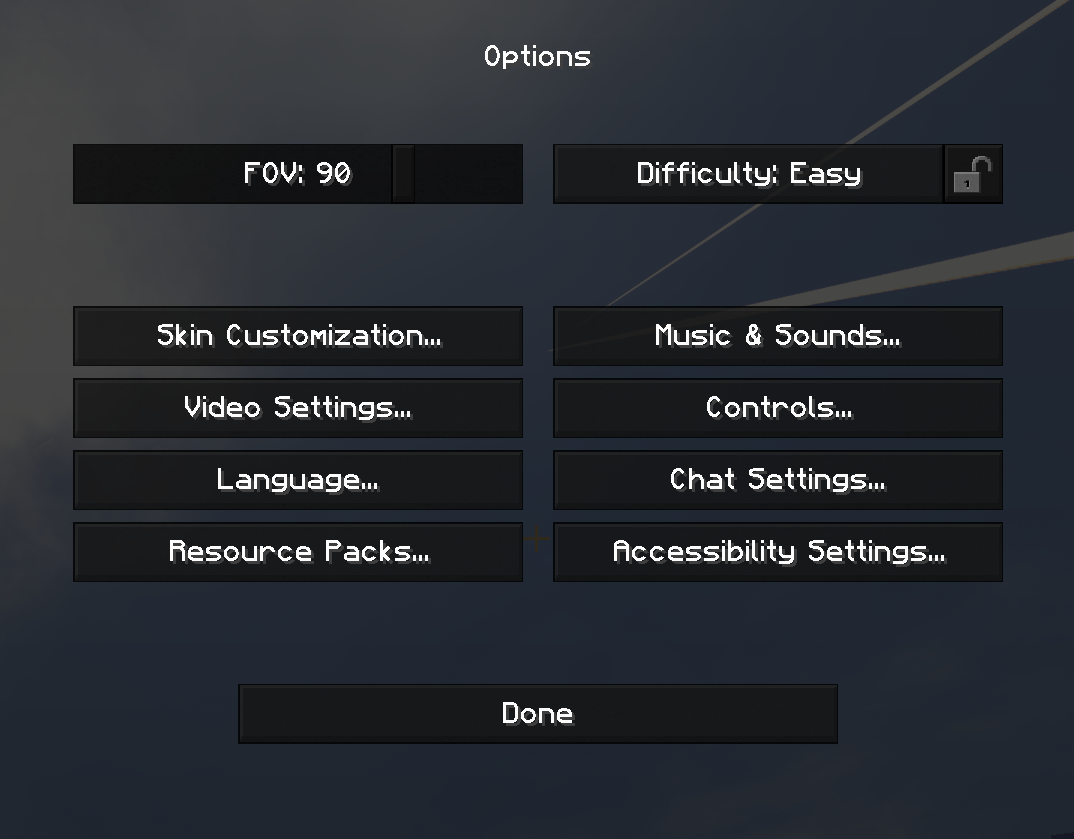 Options
FOV: 90
Difficulty: Easy
Skin Customization...
Music & Sounds...
Video Settings...
Controls...
Language...
Chat Settings...
Resource Packs...
Accessibility Settings...
Done